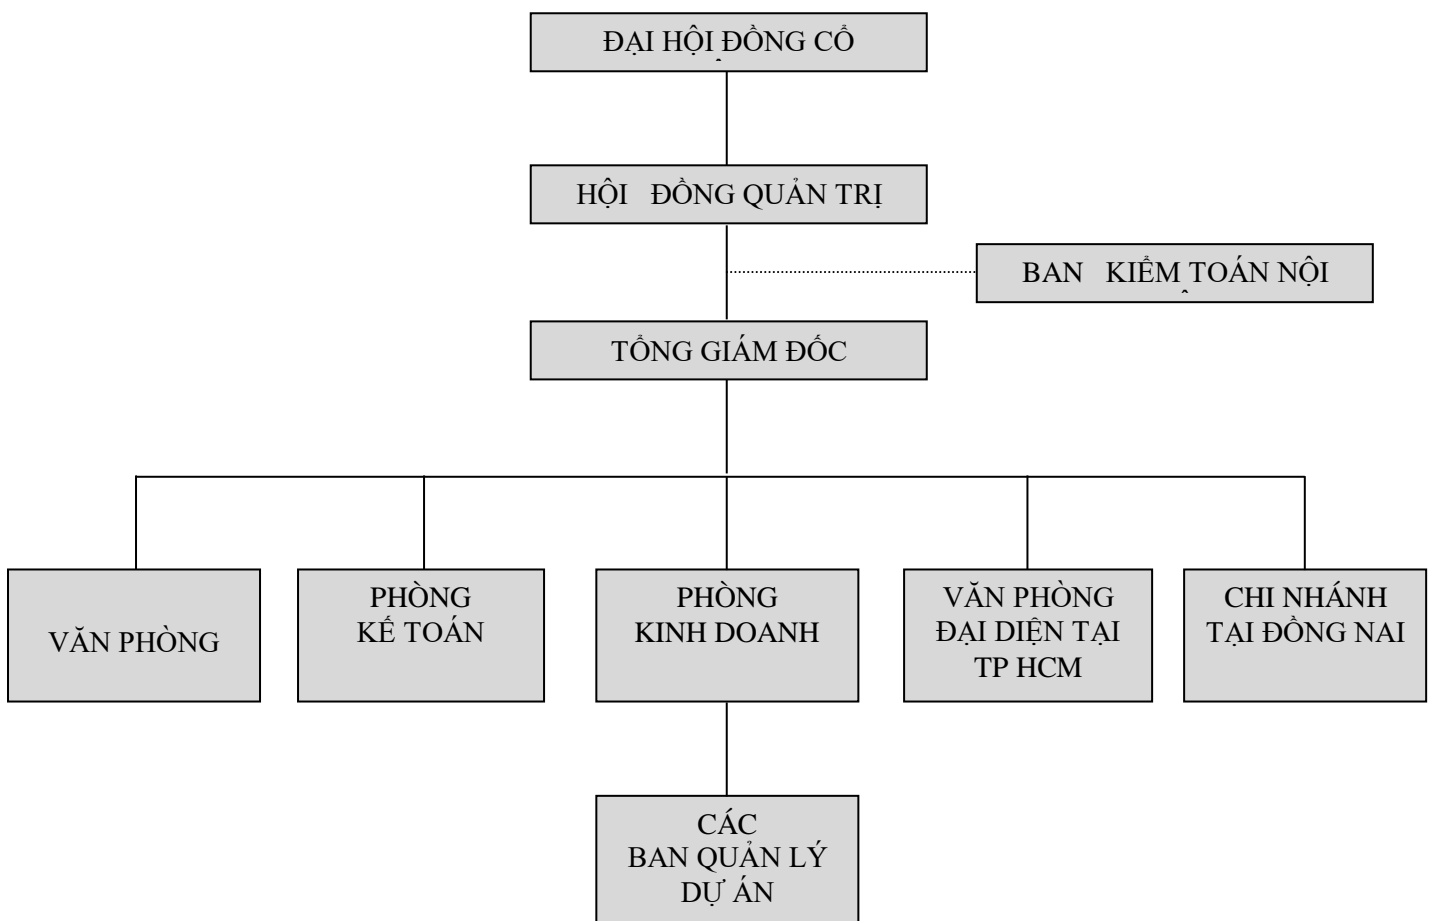 ĐẠI HỘI ĐỒNG CỔ
HỘI ĐỒNG QUẢN TRỊ
BAN KIỂM TOÁN NỘI
TỔNG GIÁM ĐỐC
VĂN PHÒNG
PHÒNG
KẾ TOÁN
PHÒNG
KINH DOANH
VĂN PHÒNG
ĐẠI DIỆN TẠI
TP HCM
CHI NHÁNH
TẠI ĐỒNG NAI
CÁC
BAN QUẢN LÝ
DỰ ÁN